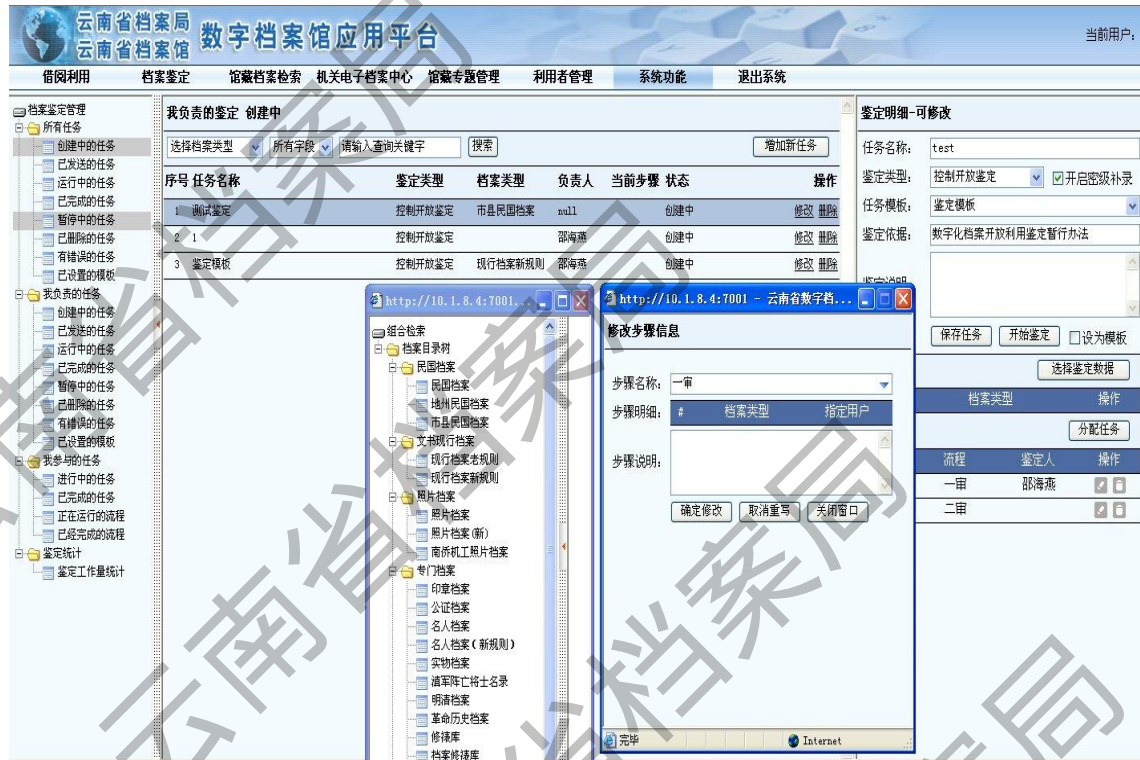 云南省档案局
云南省档案馆
数字档案馆应用平台
当前用户:
借阅利用 档案鉴定 馆藏档案检索 机关电子档案中心 馆藏专题管理 利用者管理 系统功能 退出系统
档案鉴定管理
所有任务
创建中的任务
已发送的任务
运行中的任务
已完成的任务
暂停中的任务
已删除的任务
有错误的任务
已设置的模板
我负责的任务
创建中的任务
已发送的任务
运行中的任务
已完成的任务
暂停中的任务
已删除的任务
有错误的任务
已设置的模板
我参与的任务
进行中的任务
已完成的任务
正在运行的流程
已经完成的流程
鉴定统计
鉴定工作量统计
我负责的鉴定 创建中
选择档案类型 所有字段 请输入查询关键字 搜索 增加新任务
序号 任务名称 鉴定类型 档案类型 负责人 当前步骤 状态 操作
1 测试鉴定 控制开放鉴定 市县民国档案 null 创建中 修改 删除
2 1 控制开放鉴定 邵海燕 创建中 修改 删除
3 鉴定模板 控制开放鉴定 现行档案新规则 邵海燕 创建中 修改 删除
http://10.1.8.4:7001...
组合检索
档案目录树
民国档案
民国档案
地州民国档案
市县民国档案
文书现行档案
现行档案老规则
现行档案新规则
照片档案
照片档案
照片档案(新)
南侨机工照片档案
专门档案
印章档案
公证档案
名人档案
名人档案(新规则)
实物档案
滇军阵亡将士名录
明清档案
革命历史档案
修裱库
档案修裱库
http://10.1.8.4:7001 - 云南省数字档...
修改步骤信息
步骤名称: 一审
步骤明细: # 档案类型 指定用户
步骤说明:
确定修改 取消重写 关闭窗口
完毕 Internet
鉴定明细-可修改
任务名称: test
鉴定类型: 控制开放鉴定 开启密级补录
任务模板: 鉴定模板
鉴定依据: 数字化档案开放利用鉴定暂行办法
鉴定说明
保存任务 开始鉴定 设为模板
选择鉴定数据
档案类型 操作
分配任务
流程 鉴定人 操作
一审 邵海燕
二审
云南省档案局
云南省档案局